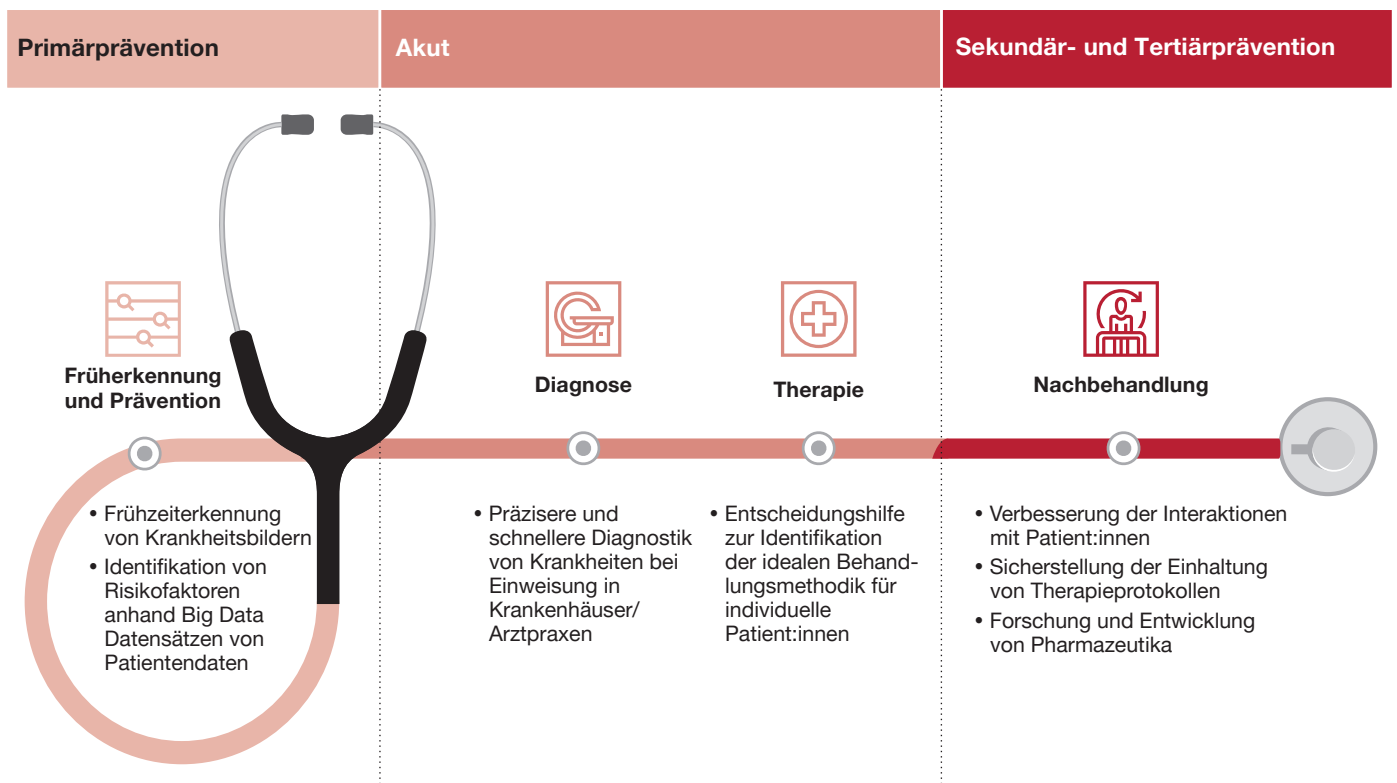 Primärprävention
Akut
Sekundär- und Tertiärprävention
Früherkennung
und Prävention
• Frühzeiterkennung
von Krankheitsbildern
• Identifikation von
Risikofaktoren
anhand Big Data
Datensätzen von
Patientendaten
Diagnose
• Präzisere und
schnellere Diagnostik
von Krankheiten bei
Einweisung in
Krankenhäuser/
Arztpraxen
Therapie
• Entscheidungshilfe
zur Identifikation
der idealen Behand-
lungsmethodik für
individuelle
Patient:innen
Nachbehandlung
• Verbesserung der Interaktionen
mit Patient:innen
• Sicherstellung der Einhaltung
von Therapieprotokollen
• Forschung und Entwicklung
von Pharmazeutika